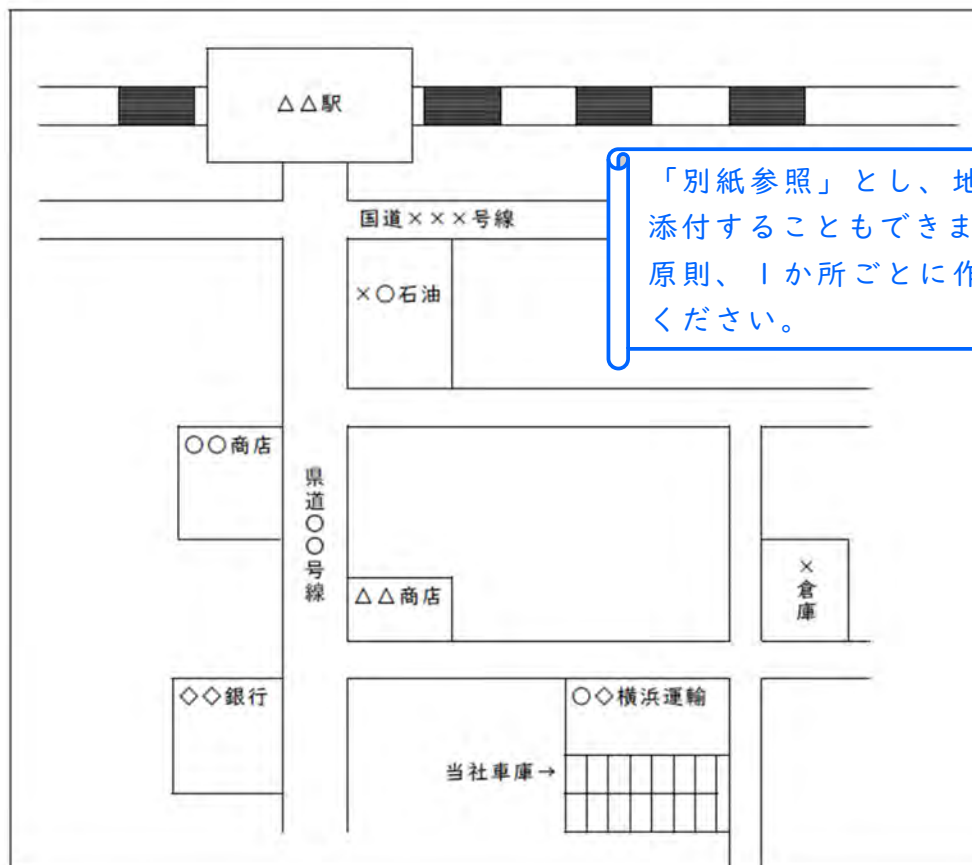 △△駅
「別紙参照」とし、地
添付することもできま
原則、1か所ごとに作
ください。
国道×××号線
×○石油
○○商店
県道○○号線
△△商店
×倉庫
◇◇銀行
○◇横浜運輸
当社車庫→